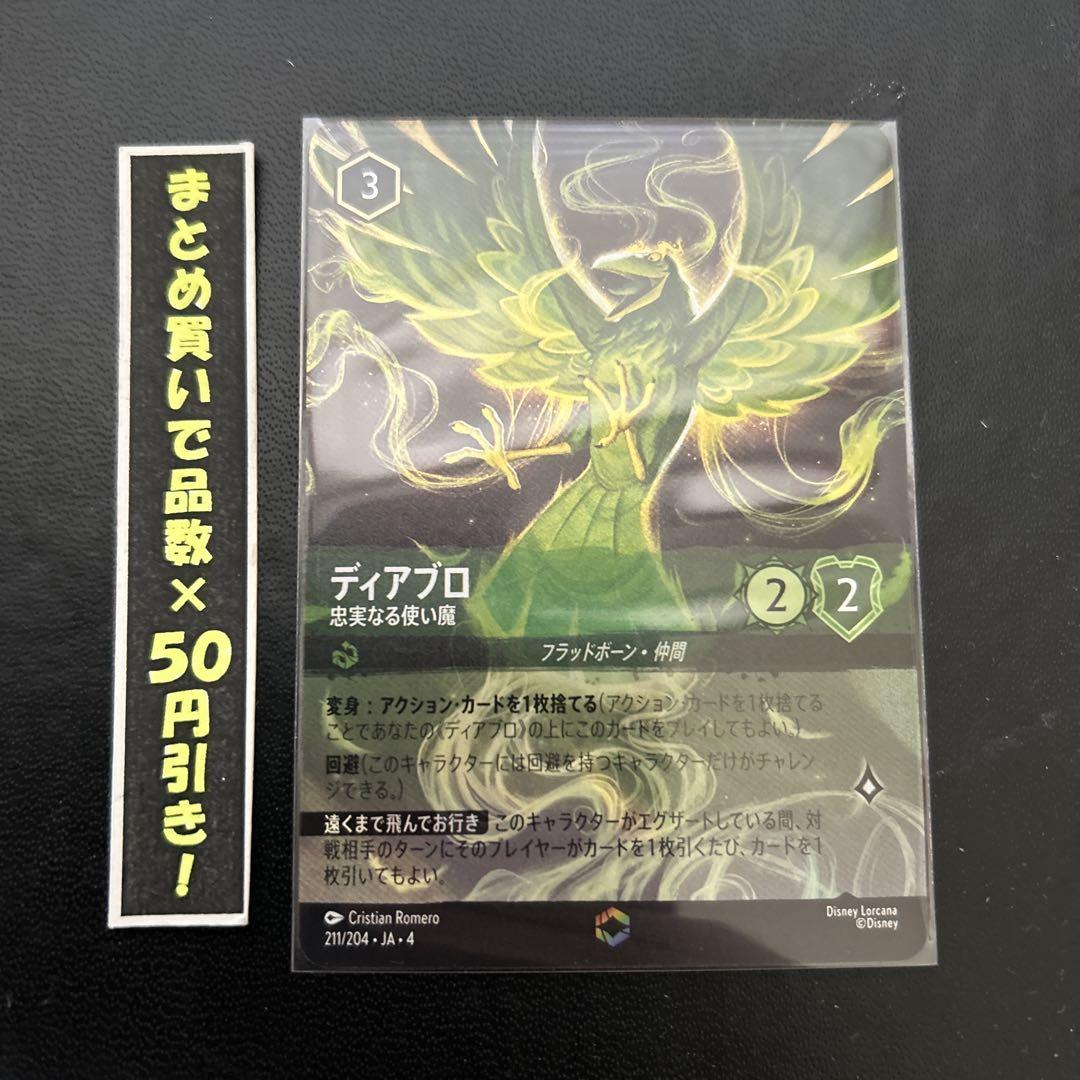 まとめ買いで品数×50円引き!
3
ディアブロ
忠実なる使い魔
2
2
フラッドボーン・仲間
変身:アクション・カードを1枚捨てる(アクション・カードを1枚捨てる
ことであなたの《ディアブロ》の上にこのカードをプレイしてもよい。)
回避(このキャラクターには回避を持つキャラクターだけがチャレン
ジできる。)
遠くまで飛んでお行き このキャラクターがエグザートしている間、対
戦相手のターンにそのプレイヤーがカードを1枚引くたび、カードを1
枚引いてもよい。
Cristian Romero
211/204・JA・4
Disney Lorcana
©Disney